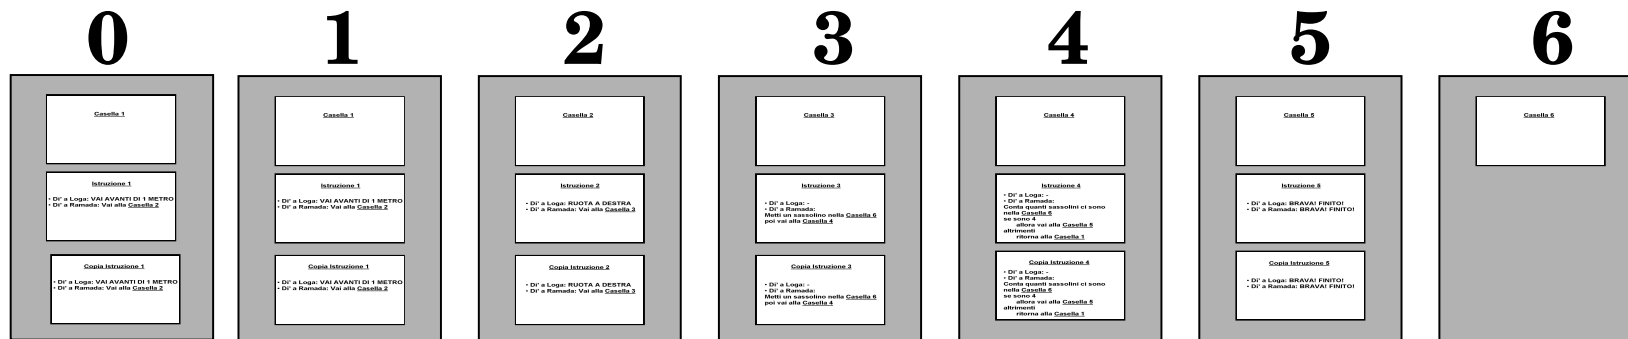 0
Casella 1
Istruzione 1
• Di' a Loga: VAI AVANTI DI 1 METRO
• Di' a Ramada: Vai alla Casella 2
Copia Istruzione 1
• Di' a Loga: VAI AVANTI DI 1 METRO
• Di' a Ramada: Vai alla Casella 2
1
Casella 1
Istruzione 1
• Di' a Loga: VAI AVANTI DI 1 METRO
• Di' a Ramada: Vai alla Casella 2
Copia Istruzione 1
• Di' a Loga: VAI AVANTI DI 1 METRO
• Di' a Ramada: Vai alla Casella 2
2
Casella 2
Istruzione 2
• Di' a Loga: RUOTA A DESTRA
• Di' a Ramada: Vai alla Casella 3
Copia Istruzione 2
• Di' a Loga: RUOTA A DESTRA
• Di' a Ramada: Vai alla Casella 3
3
Casella 3
Istruzione 3
• Di' a Loga: -
• Di' a Ramada:
Metti un sassolino nella Casella 6
poi vai alla Casella 4
Copia Istruzione 3
• Di' a Loga: -
• Di' a Ramada:
Metti un sassolino nella Casella 6
poi vai alla Casella 4
4
Casella 4
Istruzione 4
• Di' a Loga: -
• Di' a Ramada:
Conta quanti sassolini ci sono
nella Casella 6
se sono 4
allora vai alla Casella 5
altrimenti
ritorna alla Casella 1
Copia Istruzione 4
• Di' a Loga: -
• Di' a Ramada:
Conta quanti sassolini ci sono
nella Casella 6
se sono 4
allora vai alla Casella 5
altrimenti
ritorna alla Casella 1
5
Casella 5
Istruzione 5
• Di' a Loga: BRAVA! FINITO!
• Di' a Ramada: BRAVA! FINITO!
Copia Istruzione 5
• Di' a Loga: BRAVA! FINITO!
• Di' a Ramada: BRAVA! FINITO!
6
Casella 6